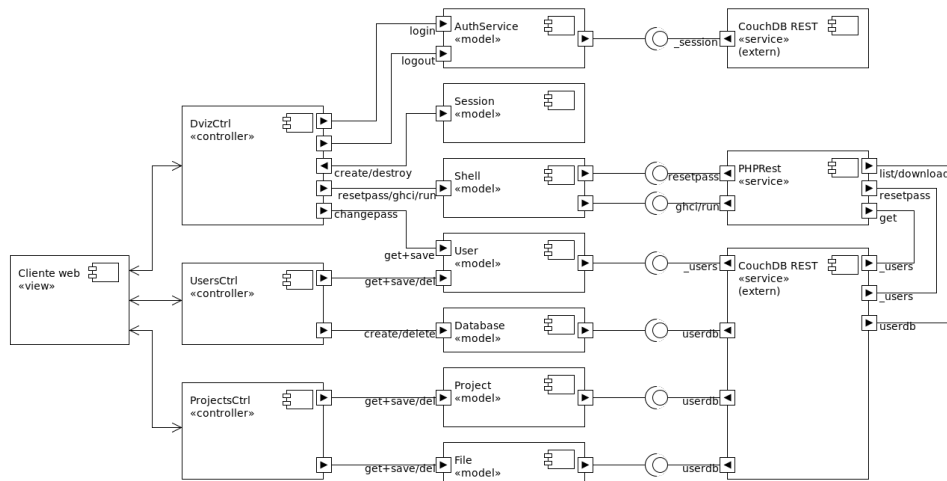 AuthService
«model»
login
logout
_session
CouchDB REST
«service»
(extern)
Session
«model»
DvizCtrl
«controller»
create/destroy
resetpass/ghci/run
changepass
Shell
«model»
resetpass
ghci/run
PHPRest
«service»
list/download
resetpass
get
get+save
User
«model»
_users
CouchDB REST
«service»
(extern)
_users
_users
userdb
Cliente web
«view»
UsersCtrl
«controller»
get+save/del
create/delete
Database
«model»
userdb
ProjectsCtrl
«controller»
get+save/del
Project
«model»
userdb
get+save/del
File
«model»
userdb